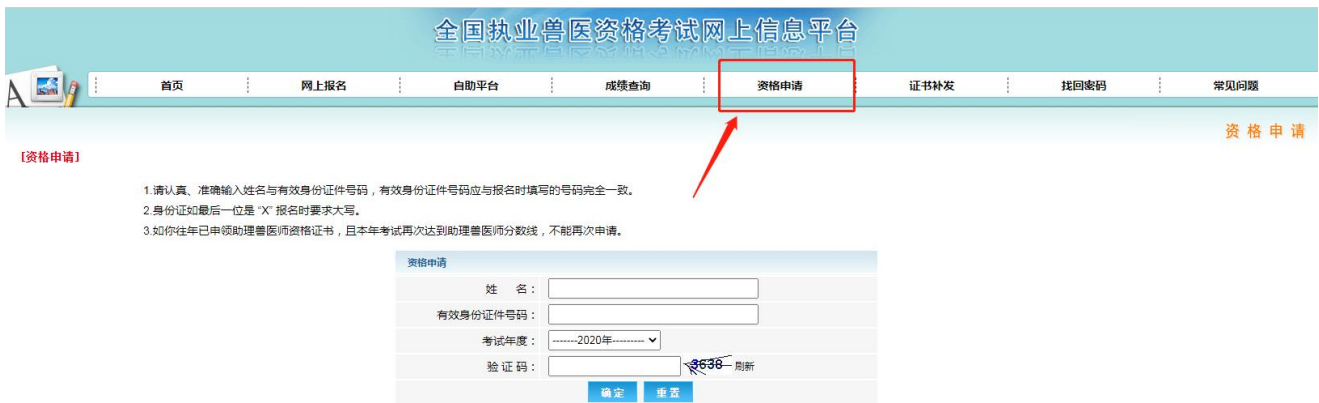 全国执业兽医资格考试网上信息平台
A
首页 网上报名 自助平台 成绩查询 资格申请 证书补发 找回密码 常见问题
资格申请
[资格申请]
1.请认真、准确输入姓名与有效身份证件号码，有效身份证件号码应与报名时填写的号码完全一致。
2.身份证如最后一位是 “X” 报名时要求大写。
3.如你往年已申领助理兽医师资格证书，且本年考试再次达到助理兽医师分数线，不能再次申请。
资格申请
姓 名：
有效身份证件号码：
考试年度： -------2020年---------
验证码： 3638 刷新
确定 重置